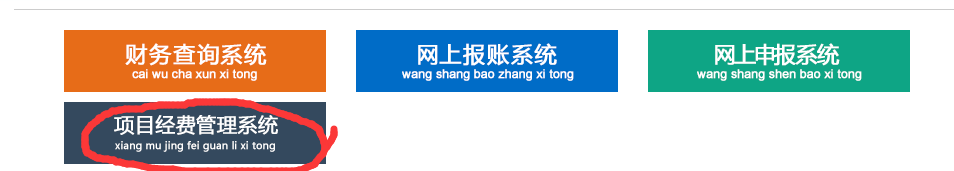 财务查询系统
cai wu cha xun xi tong
网上报账系统
wang shang bao zhang xi tong
网上申报系统
wang shang shen bao xi tong
项目经费管理系统
xiang mu jing fei guan li xi tong